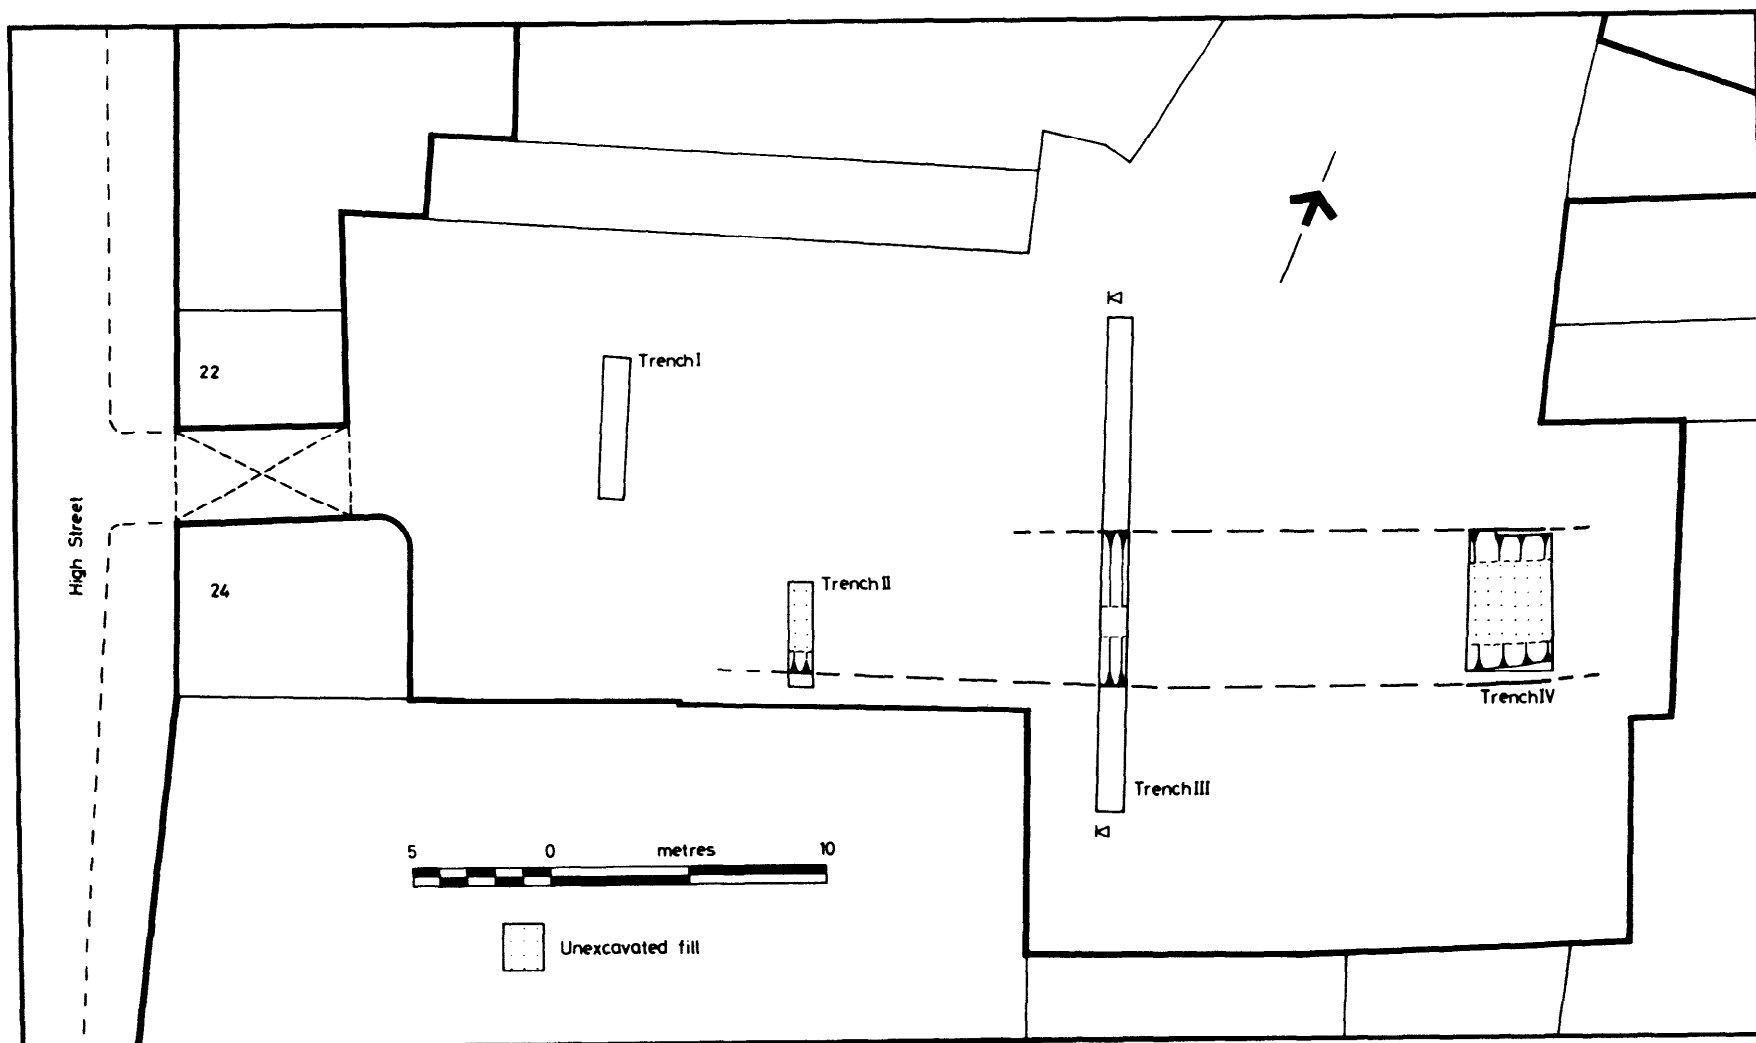 Trench I
22
High Street
24
Trench II
Trench IV
Trench III
5 0 metres 10
Unexcavated fill